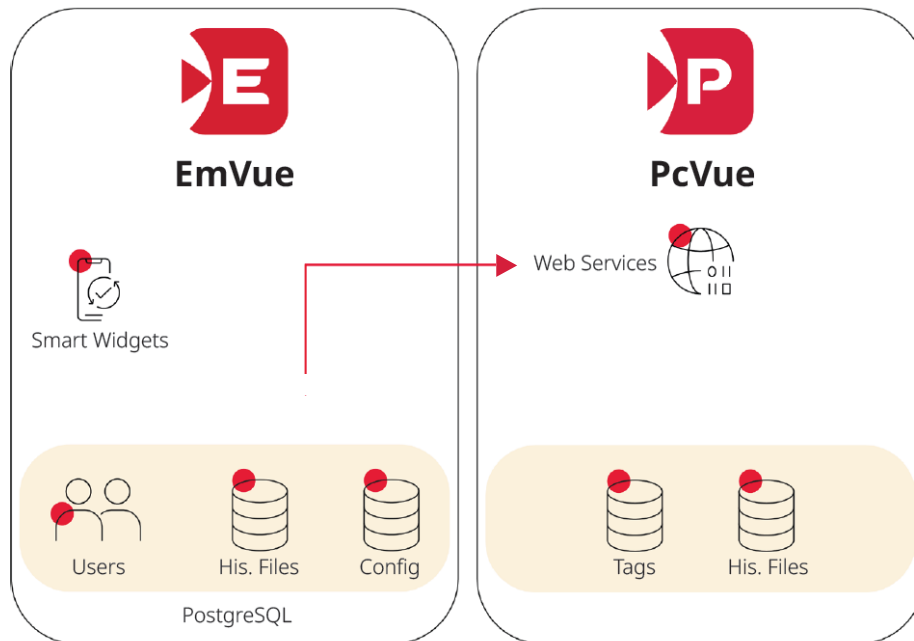 E
EmVue
Smart Widgets
Users
His. Files
Config
PostgreSQL
P
PcVue
Web Services
Tags
His. Files